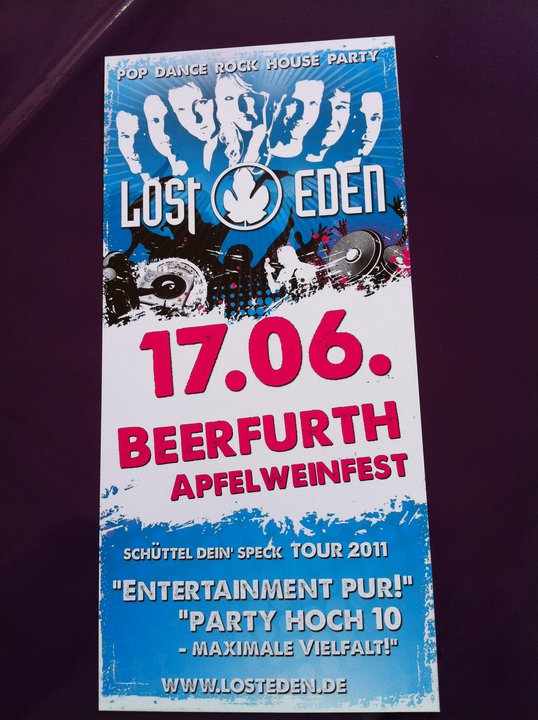 POP DANCE ROCK HOUSE PARTY
LOST EDEN
17.06.
BEERFURTH
APFELWEINFEST
SCHÜTTEL DEIN' SPECK TOUR 2011
"ENTERTAINMENT PUR!"
"PARTY HOCH 10
- MAXIMALE VIELFALT!"
WWW.LOSTEDEN.DE